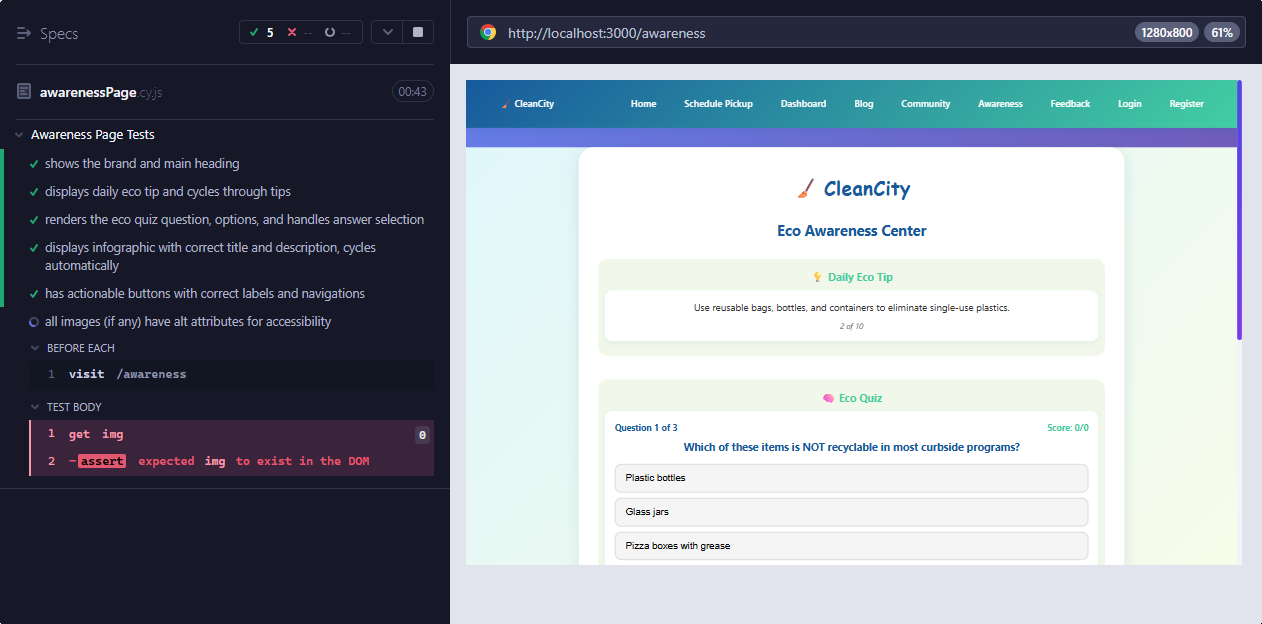 Specs
5 -- --
http://localhost:3000/awareness
1280x800 61%
awarenessPage.cy.js 00:43
Awareness Page Tests
shows the brand and main heading
displays daily eco tip and cycles through tips
renders the eco quiz question, options, and handles answer selection
displays infographic with correct title and description, cycles
automatically
has actionable buttons with correct labels and navigations
all images (if any) have alt attributes for accessibility
BEFORE EACH
1 visit /awareness
TEST BODY
1 get img 0
2 -assert expected img to exist in the DOM
CleanCity Home Schedule Pickup Dashboard Blog Community Awareness Feedback Login Register
CleanCity
Eco Awareness Center
Daily Eco Tip
Use reusable bags, bottles, and containers to eliminate single-use plastics.
2 of 10
Eco Quiz
Question 1 of 3 Score: 0/0
Which of these items is NOT recyclable in most curbside programs?
Plastic bottles
Glass jars
Pizza boxes with grease